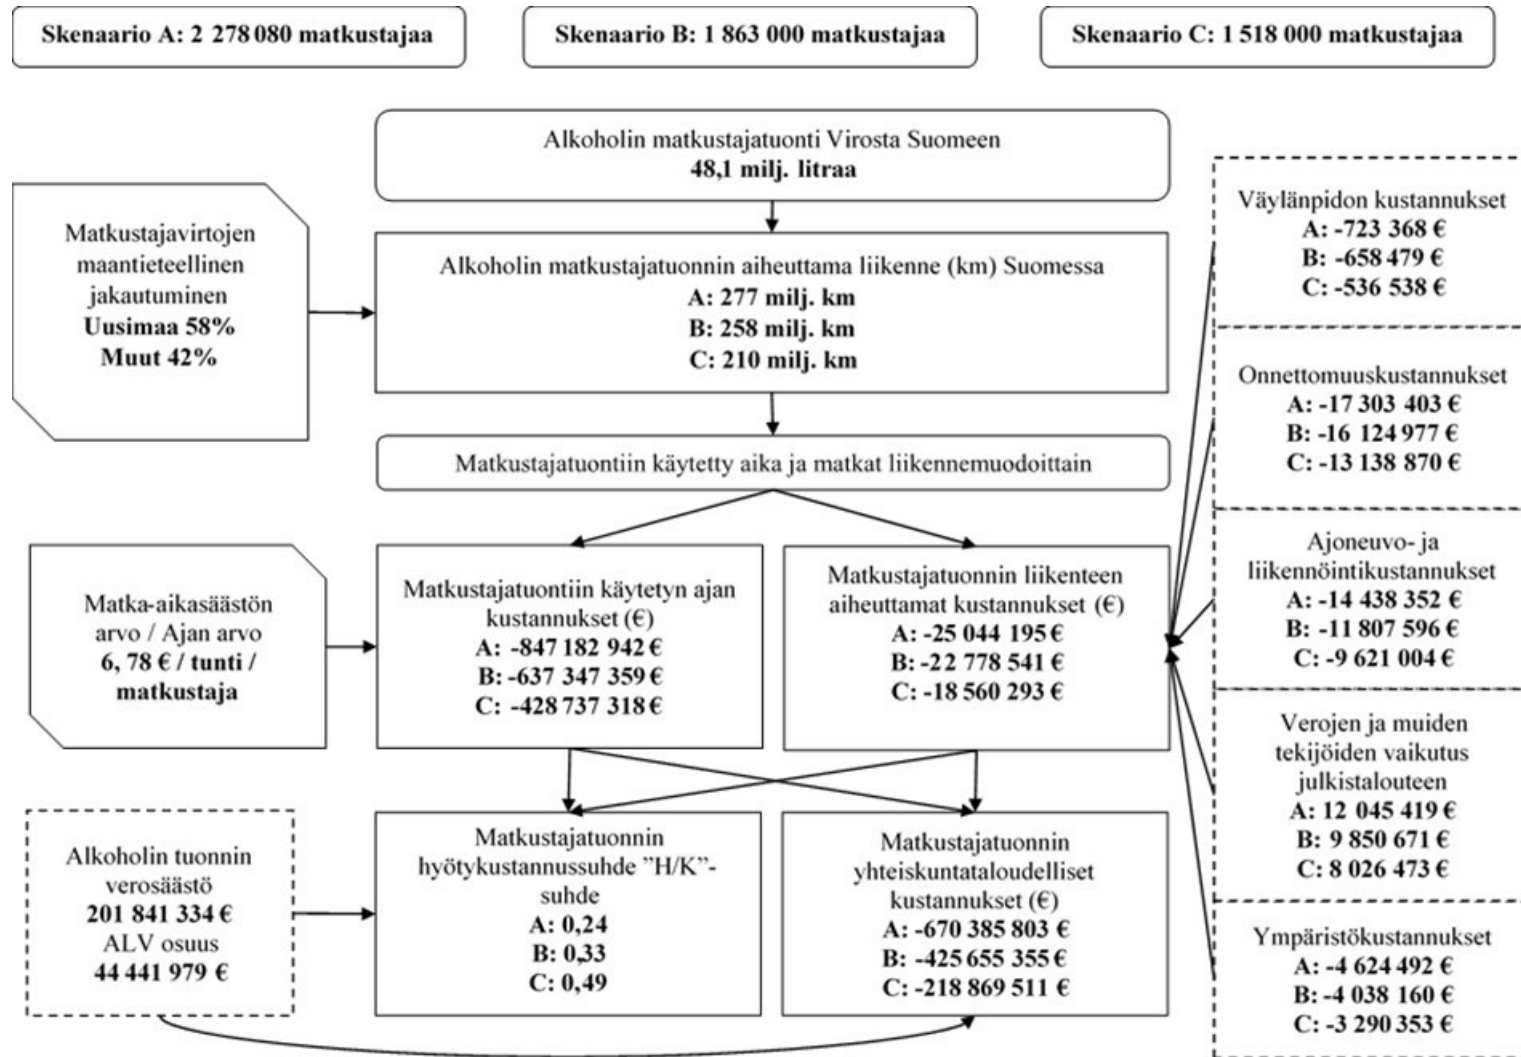 Skenaario A: 2 278 080 matkustajaa
Skenaario B: 1 863 000 matkustajaa
Skenaario C: 1 518 000 matkustajaa
Alkoholin matkustajatuonti Virosta Suomeen
48,1 milj. litraa
Matkustajavirtojen
maantieteellinen
jakautuminen
Uusimaa 58%
Muut 42%
Alkoholin matkustajatuonnin aiheuttama liikenne (km) Suomessa
A: 277 milj. km
B: 258 milj. km
C: 210 milj. km
Matkustajatuontiin käytetty aika ja matkat liikennemuodoittain
Matka-aikasäästön
arvo / Ajan arvo
6, 78 € / tunti /
matkustaja
Matkustajatuontiin käytetyn ajan
kustannukset (€)
A: -847 182 942 €
B: -637 347 359 €
C: -428 737 318 €
Matkustajatuonnin liikenteen
aiheuttamat kustannukset (€)
A: -25 044 195 €
B: -22 778 541 €
C: -18 560 293 €
Alkoholin tuonnin
verosäästö
201 841 334 €
ALV osuus
44 441 979 €
Matkustajatuonnin
hyötykustannussuhde ”H/K”-
suhde
A: 0,24
B: 0,33
C: 0,49
Matkustajatuonnin
yhteiskuntataloudelliset
kustannukset (€)
A: -670 385 803 €
B: -425 655 355 €
C: -218 869 511 €
Väylänpidon kustannukset
A: -723 368 €
B: -658 479 €
C: -536 538 €
Onnettomuuskustannukset
A: -17 303 403 €
B: -16 124 977 €
C: -13 138 870 €
Ajoneuvo- ja
liikennöintikustannukset
A: -14 438 352 €
B: -11 807 596 €
C: -9 621 004 €
Verojen ja muiden
tekijöiden vaikutus
julkistalouteen
A: 12 045 419 €
B: 9 850 671 €
C: 8 026 473 €
Ympäristökustannukset
A: -4 624 492 €
B: -4 038 160 €
C: -3 290 353 €